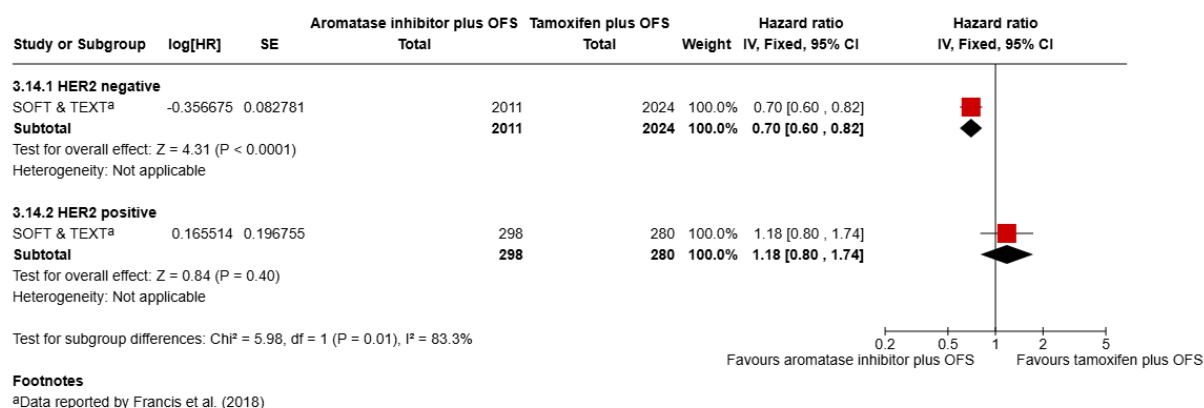 Aromatase inhibitor plus OFS Tamoxifen plus OFS Hazard ratio Hazard ratio
Study or Subgroup log[HR] SE Total Total Weight IV, Fixed, 95% CI IV, Fixed, 95% CI
3.14.1 HER2 negative
SOFT & TEXTᵃ -0.356675 0.082781 2011 2024 100.0% 0.70 [0.60 , 0.82]
Subtotal 2011 2024 100.0% 0.70 [0.60 , 0.82]
Test for overall effect: Z = 4.31 (P < 0.0001)
Heterogeneity: Not applicable
3.14.2 HER2 positive
SOFT & TEXTᵃ 0.165514 0.196755 298 280 100.0% 1.18 [0.80 , 1.74]
Subtotal 298 280 100.0% 1.18 [0.80 , 1.74]
Test for overall effect: Z = 0.84 (P = 0.40)
Heterogeneity: Not applicable
Test for subgroup differences: Chi² = 5.98, df = 1 (P = 0.01), I² = 83.3%
0.2 0.5 1 2 5
Favours aromatase inhibitor plus OFS Favours tamoxifen plus OFS
Footnotes
ᵃData reported by Francis et al. (2018)